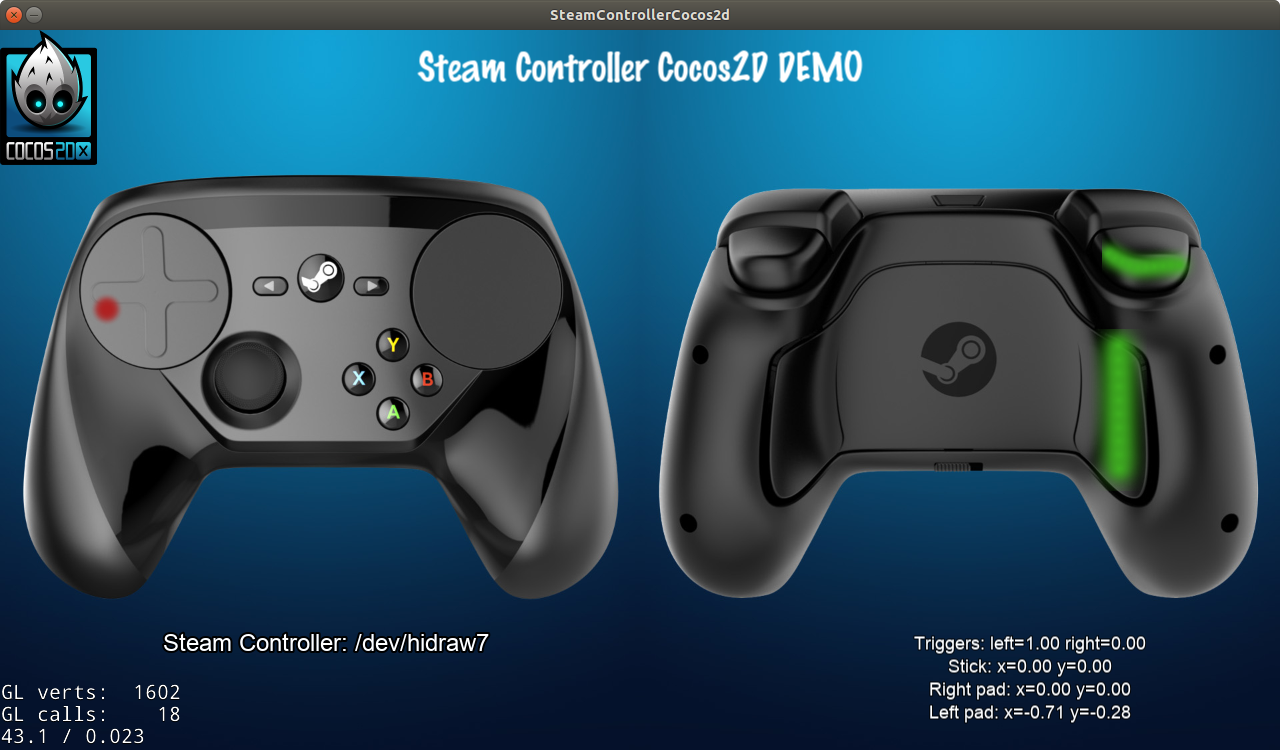 SteamControllerCocos2d
Steam Controller Cocos2D DEMO
COCOS2DX
Y
X
B
A
Steam Controller: /dev/hidraw7
Triggers: left=1.00 right=0.00
Stick: x=0.00 y=0.00
Right pad: x=0.00 y=0.00
Left pad: x=-0.71 y=-0.28
GL verts: 1602
GL calls: 18
43.1 / 0.023